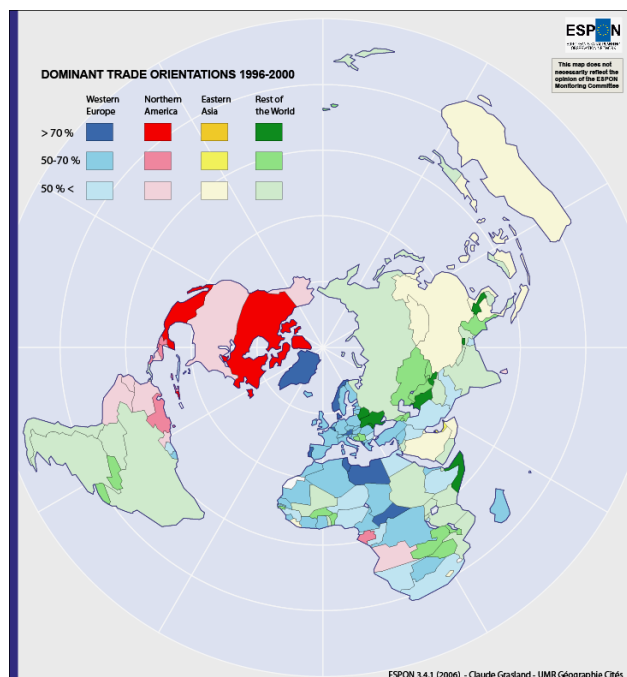 ESPON
This map does not
necessarily reflect the
opinion of the ESPON
Monitoring Committee
DOMINANT TRADE ORIENTATIONS 1996-2000
Western
Europe
Northern
America
Eastern
Asia
Rest of
the World
> 70 %
50-70 %
50 % <
ESPON 3.4.1 (2006) - Claude Grasland - UMR Géographie Cités